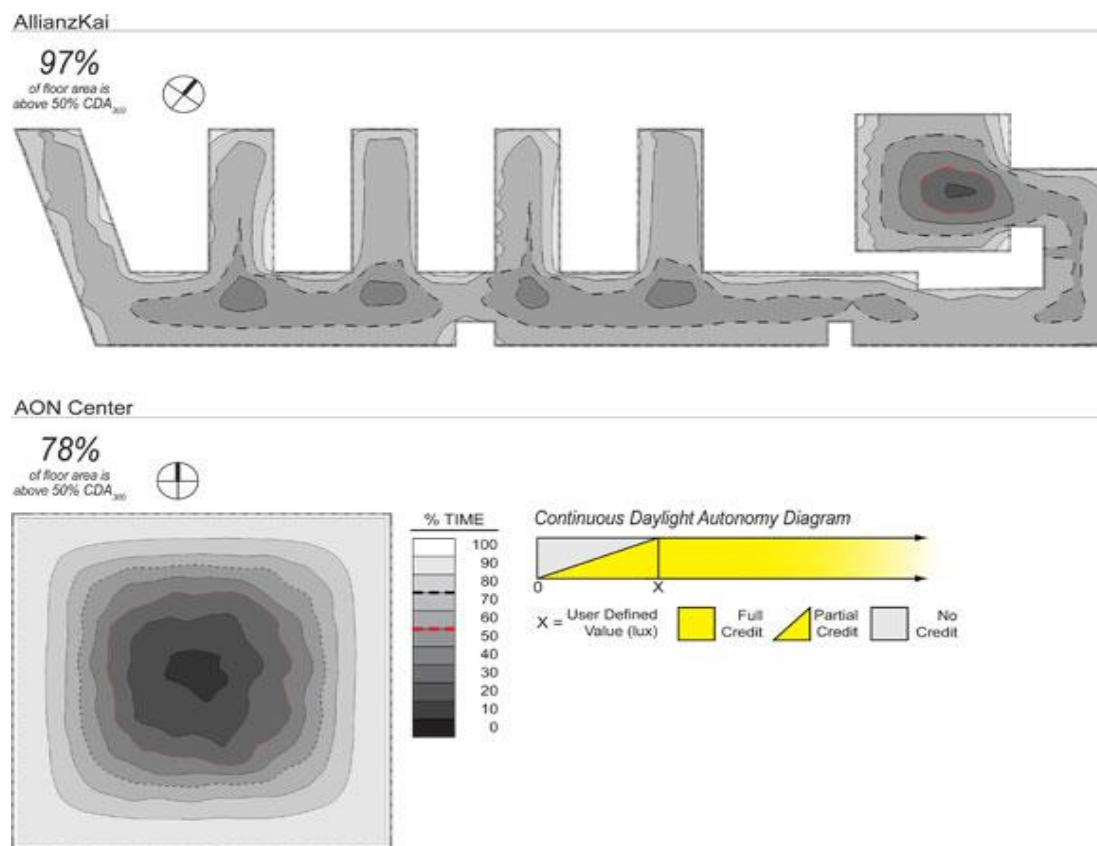 AllianzKai
97%
of floor area is
above 50% CDA300
AON Center
78%
of floor area is
above 50% CDA300
% TIME
100
90
80
70
60
50
40
30
20
10
0
Continuous Daylight Autonomy Diagram
0 X
X = User Defined Value (lux)
Full Credit
Partial Credit
No Credit